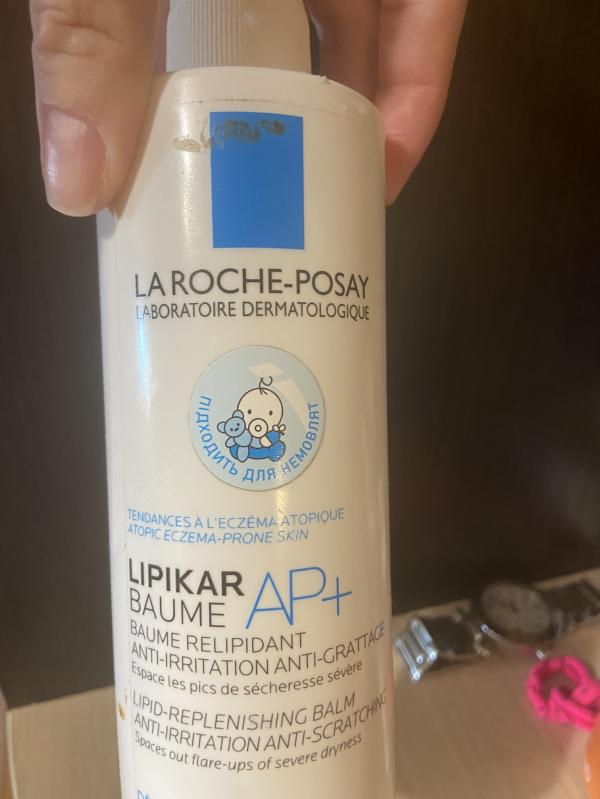 LA ROCHE-POSAY
LABORATOIRE DERMATOLOGIQUE
ПІДХОДИТЬ ДЛЯ НЕМОВЛЯТ
TENDANCES À L'ECZÉMA ATOPIQUE
ATOPIC ECZEMA-PRONE SKIN
LIPIKAR
BAUME AP+
BAUME RELIPIDANT
ANTI-IRRITATION ANTI-GRATTAGE
Espace les pics de sécheresse sévère
LIPID-REPLENISHING BALM
ANTI-IRRITATION ANTI-SCRATCHING
Spaces out flare-ups of severe dryness